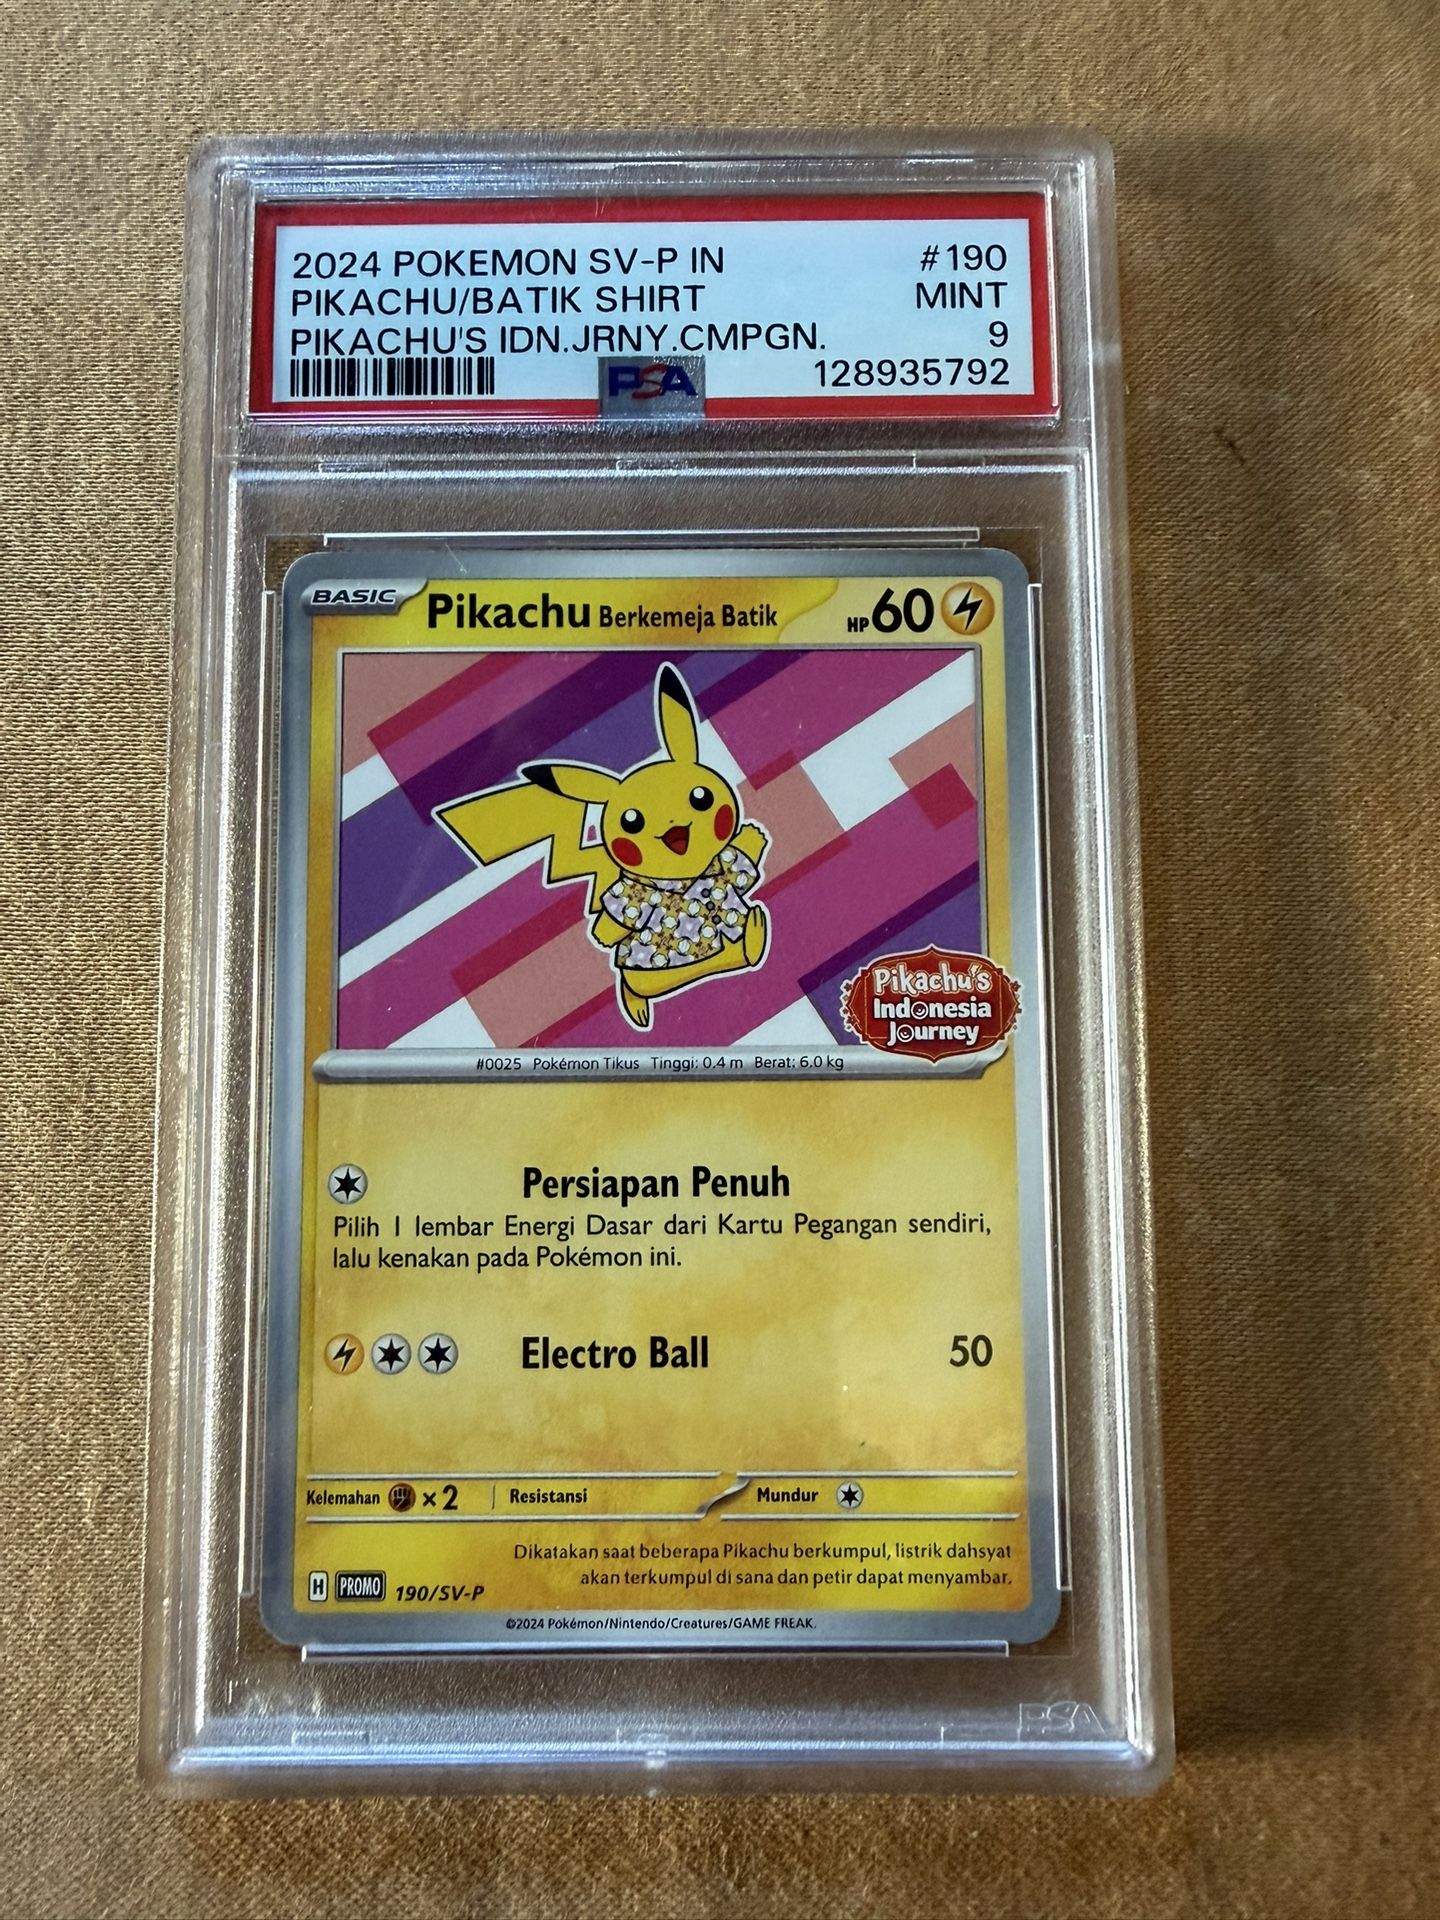 2024 POKEMON SV-P IN #190
PIKACHU/BATIK SHIRT MINT
PIKACHU'S IDN.JRNY.CMPGN. 9
PSA 128935792
BASIC Pikachu Berkemeja Batik HP 60
Pikachu's
Indonesia
Journey
#0025 Pokémon Tikus Tinggi: 0.4 m Berat: 6.0 kg
Persiapan Penuh
Pilih 1 lembar Energi Dasar dari Kartu Pegangan sendiri,
lalu kenakan pada Pokémon ini.
Electro Ball 50
Kelemahan ×2 Resistansi Mundur
Dikatakan saat beberapa Pikachu berkumpul, listrik dahsyat
akan terkumpul di sana dan petir dapat menyambar.
H PROMO 190/SV-P
©2024 Pokémon/Nintendo/Creatures/GAME FREAK.
PSA